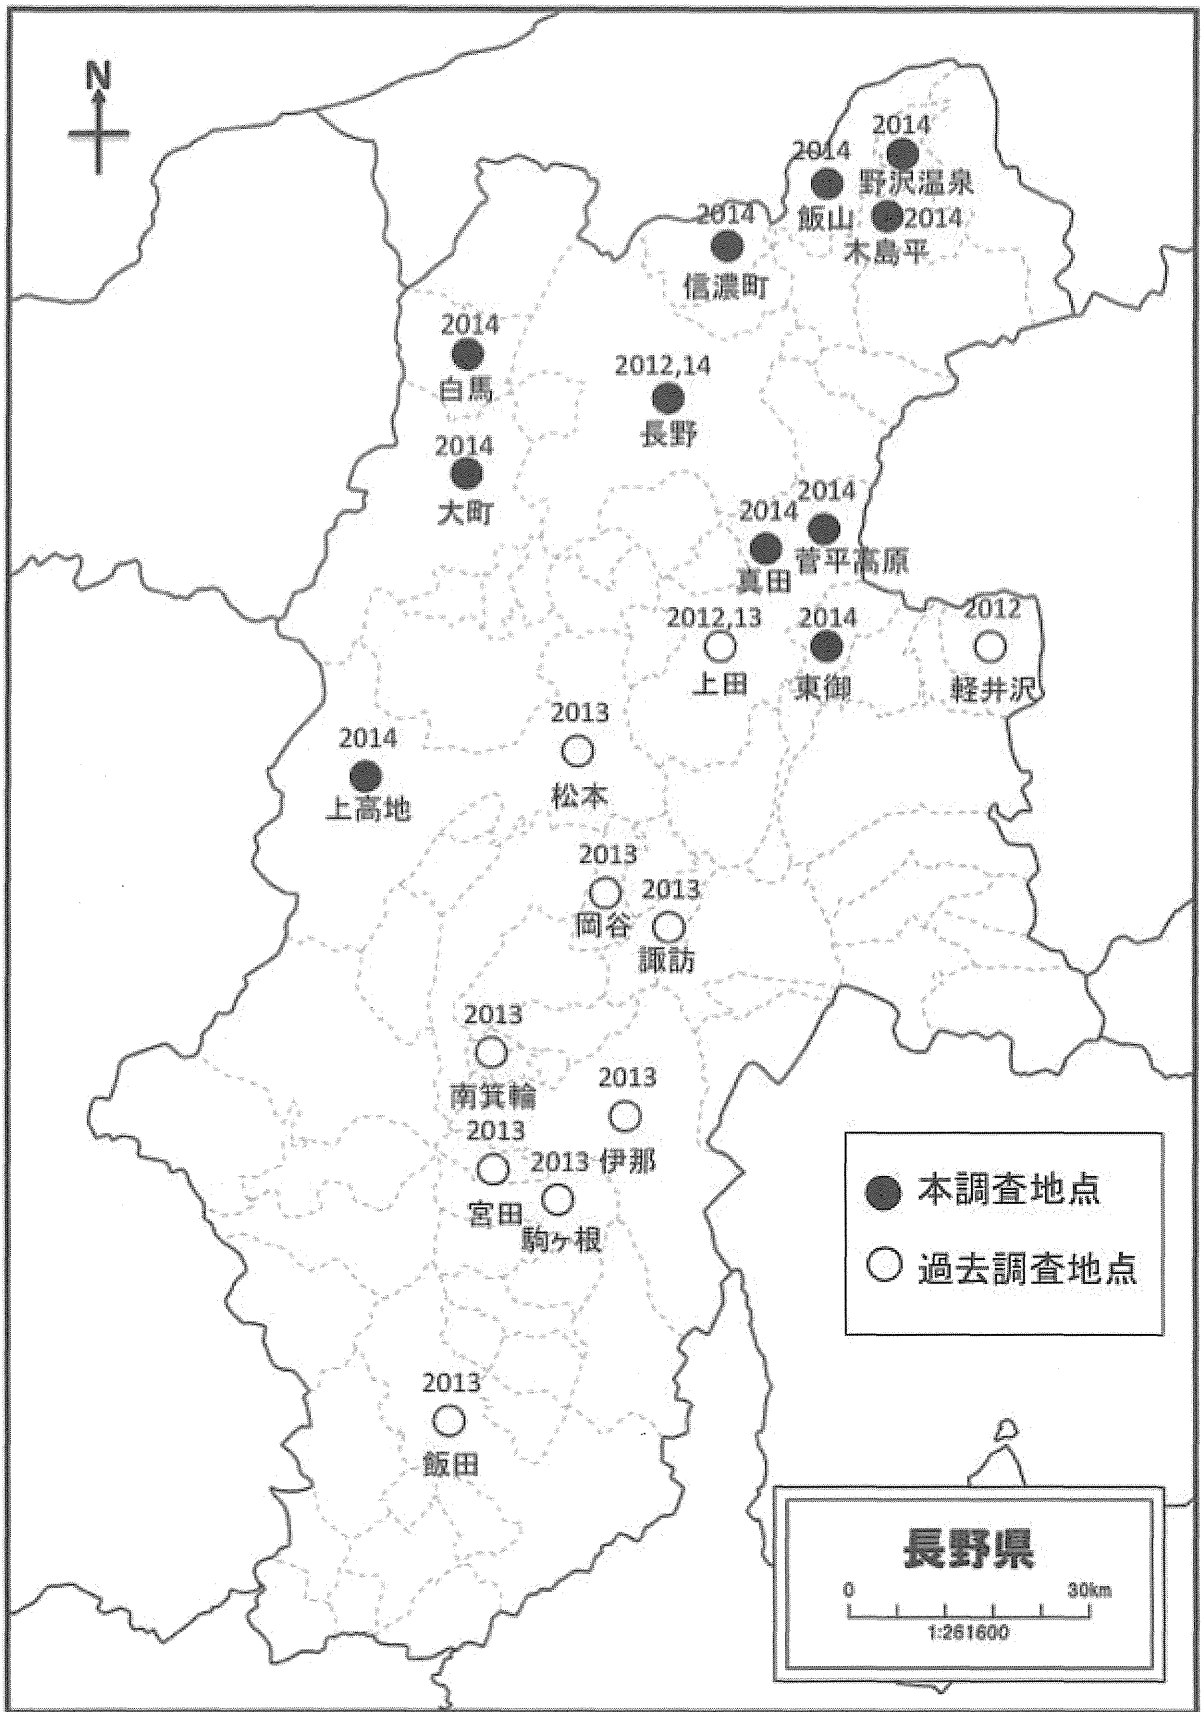 N
2014
野沢温泉
2014
飯山
2014
木島平
2014
信濃町
2014
白馬
2012,14
長野
2014
大町
2014
菅平高原
2014
真田
2012,13
上田
2014
東御
2012
軽井沢
2013
松本
2014
上高地
2013
岡谷
2013
諏訪
2013
南箕輪
2013
伊那
2013
宮田
2013
駒ヶ根
2013
飯田
本調査地点
過去調査地点
長野県
0 30km
1:261600